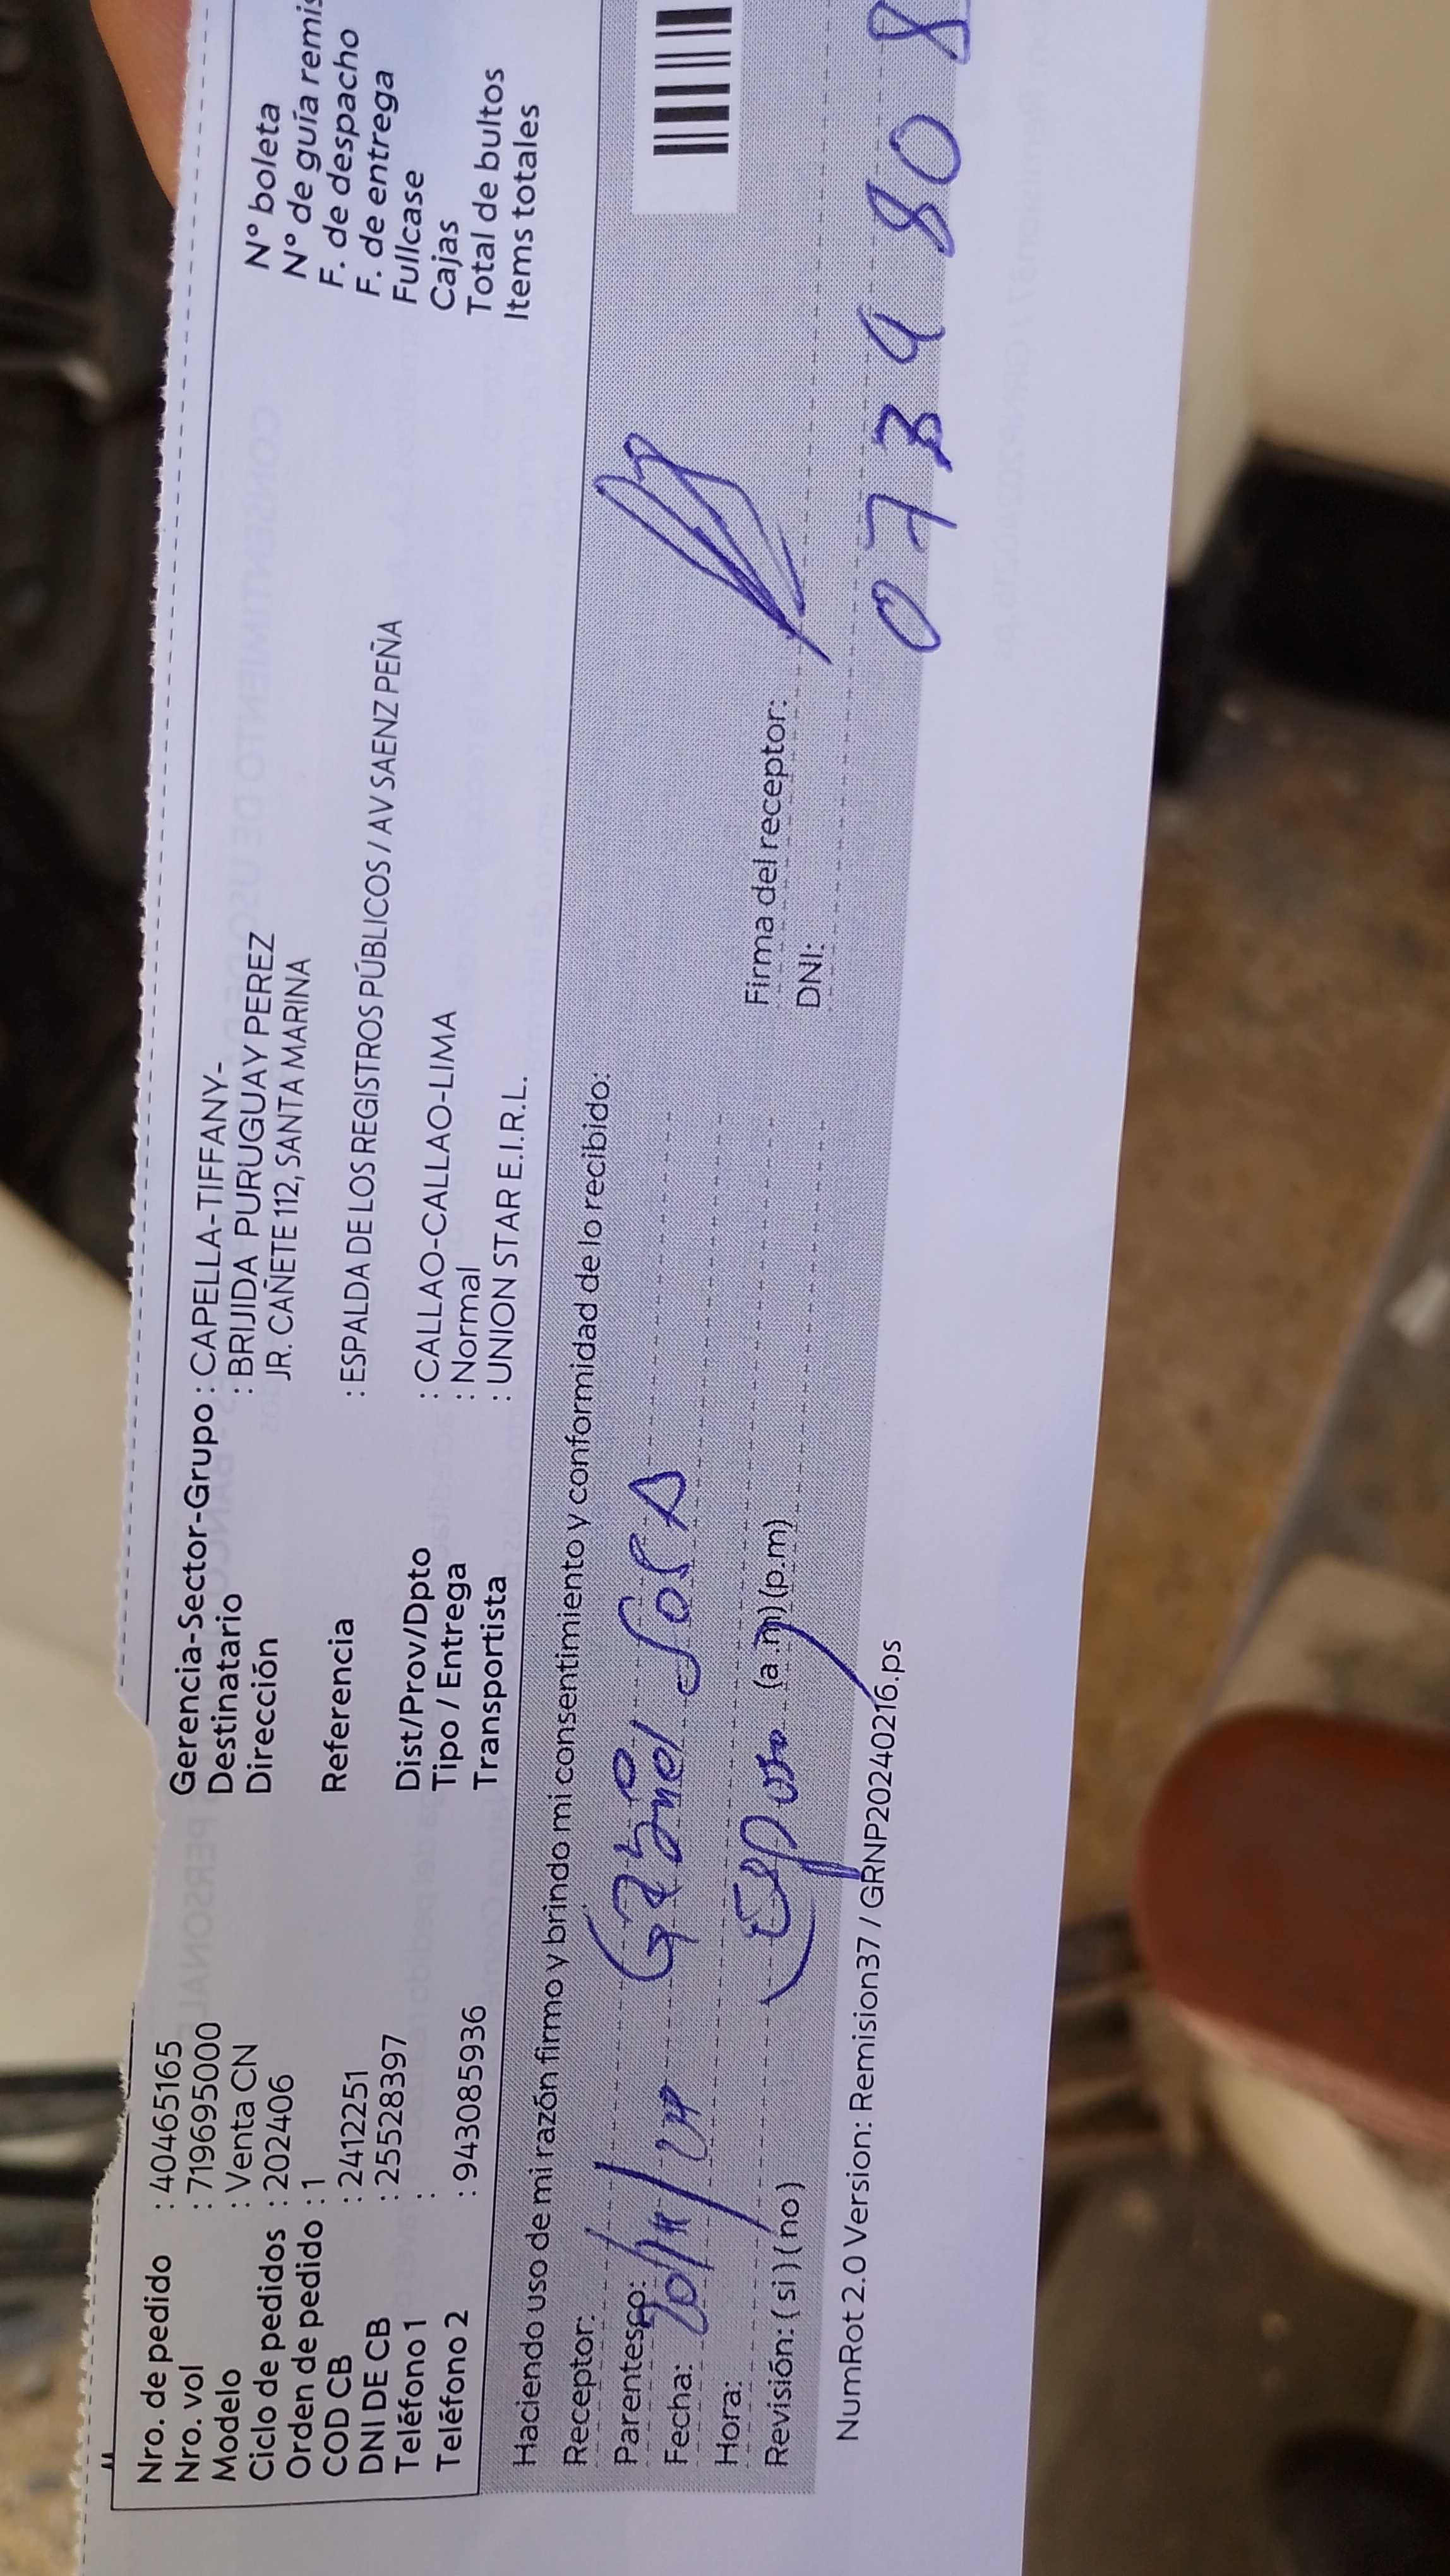 Nro. de pedido : 40465165
Nro. vol : 719695000
Modelo : Venta CN
Ciclo de pedidos : 202406
Orden de pedido : 1
COD CB : 2412251
DNI DE CB : 25528397
Teléfono 1 :
Teléfono 2 : 943085936
Gerencia-Sector-Grupo : CAPELLA-TIFFANY-
Destinatario : BRIJIDA PURUGUAY PEREZ
Dirección JR. CAÑETE 112, SANTA MARINA
Referencia : ESPALDA DE LOS REGISTROS PÚBLICOS / AV SAENZ PEÑA
Dist/Prov/Dpto : CALLAO-CALLAO-LIMA
Tipo / Entrega : Normal
Transportista : UNION STAR E.I.R.L.
N° boleta
N° de guía remis
F. de despacho
F. de entrega
Fullcase
Cajas
Total de bultos
Items totales
Haciendo uso de mi razón firmo y brindo mi consentimiento y conformidad de lo recibido:
Receptor:
Parentesco: SOSA
Fecha:
Hora: Esposo
Revisión: ( si ) ( no ) (a .m) (p.m)
Firma del receptor:
DNI:
0739808
NumRot 2.0 Version: Remision37 / GRNP20240216.ps